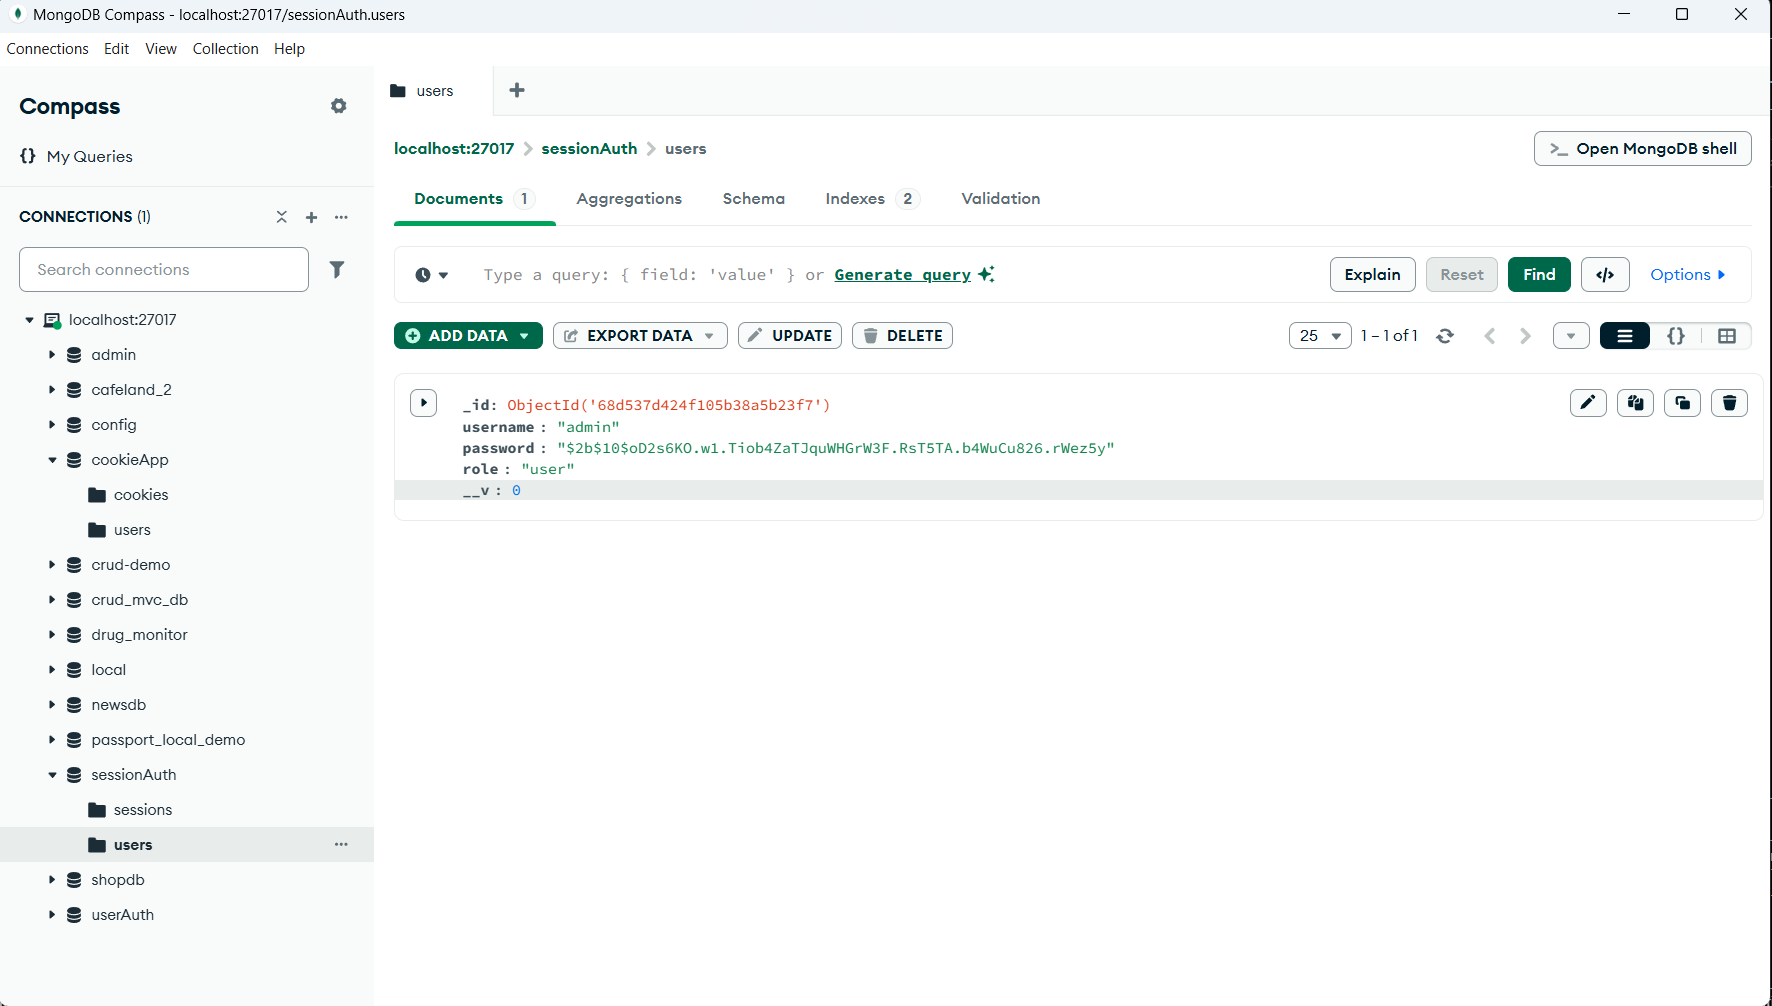 MongoDB Compass - localhost:27017/sessionAuth.users
Connections Edit View Collection Help
Compass
{} My Queries
CONNECTIONS (1)
Search connections
localhost:27017
admin
cafeland_2
config
cookieApp
cookies
users
crud-demo
crud_mvc_db
drug_monitor
local
newsdb
passport_local_demo
sessionAuth
sessions
users
shopdb
userAuth
users
localhost:27017 > sessionAuth > users
>_ Open MongoDB shell
Documents 1 Aggregations Schema Indexes 2 Validation
Type a query: { field: 'value' } or Generate query
Explain Reset Find </> Options
ADD DATA EXPORT DATA UPDATE DELETE
25 1 – 1 of 1 {}
_id: ObjectId('68d537d424f105b38a5b23f7')
username : "admin"
password : "$2b$10$oD2s6KO.w1.Tiob4ZaTJquWHGrW3F.RsT5TA.b4WuCu826.rWez5y"
role : "user"
__v : 0